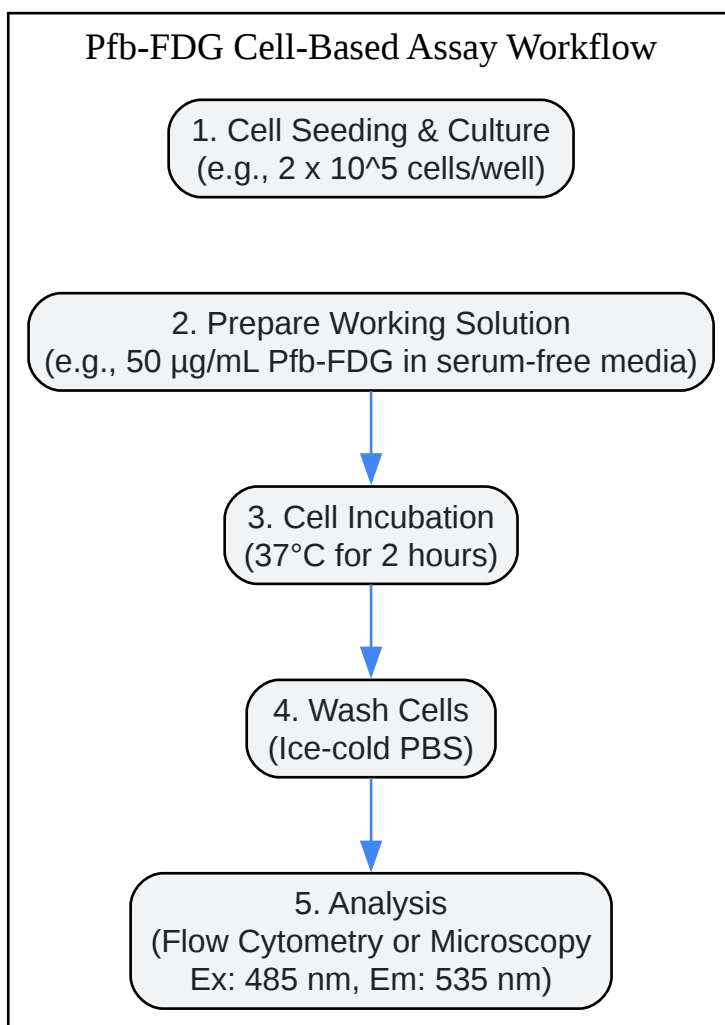 Pfb-FDG Cell-Based Assay Workflow
1. Cell Seeding & Culture
(e.g., 2 x 10^5 cells/well)
2. Prepare Working Solution
(e.g., 50 µg/mL Pfb-FDG in serum-free media)
3. Cell Incubation
(37°C for 2 hours)
4. Wash Cells
(Ice-cold PBS)
5. Analysis
(Flow Cytometry or Microscopy
Ex: 485 nm, Em: 535 nm)